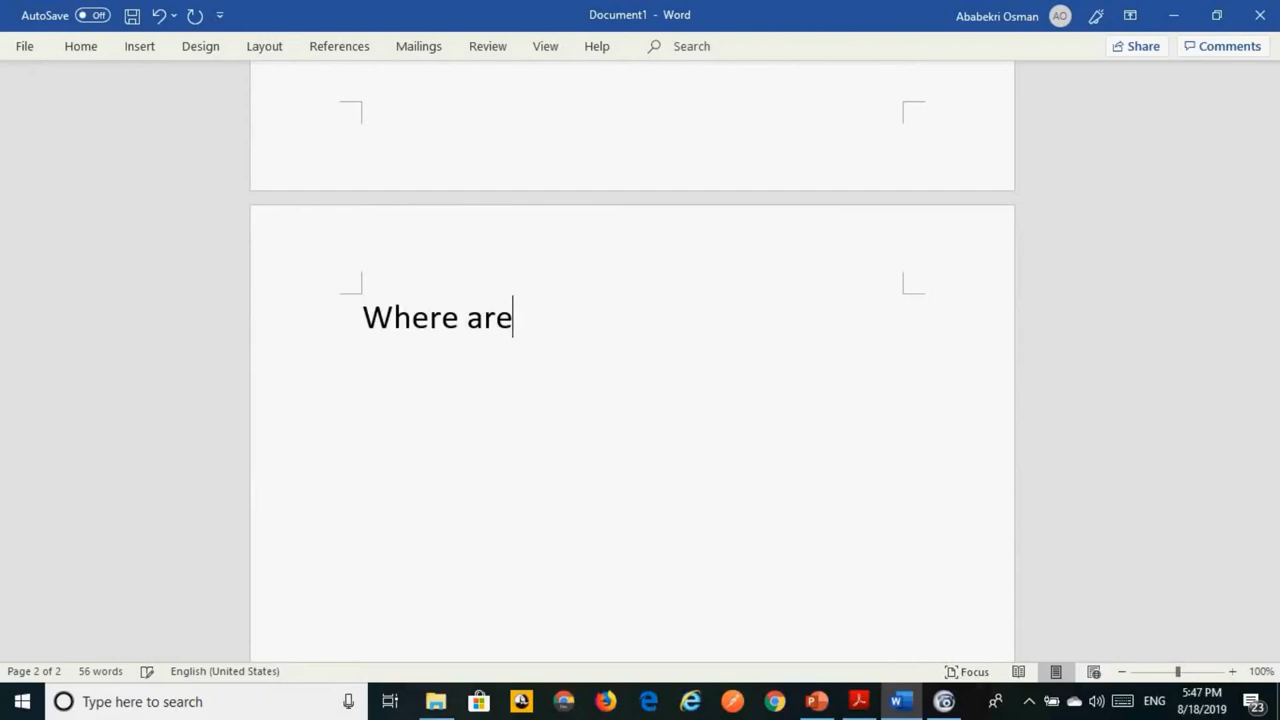 AutoSave Off Document1 - Word Ababekri Osman AO
File Home Insert Design Layout References Mailings Review View Help Search Share Comments
Where are
Page 2 of 2 56 words English (United States) Focus 100%
Type here to search ENG 5:47 PM
8/18/2019 23